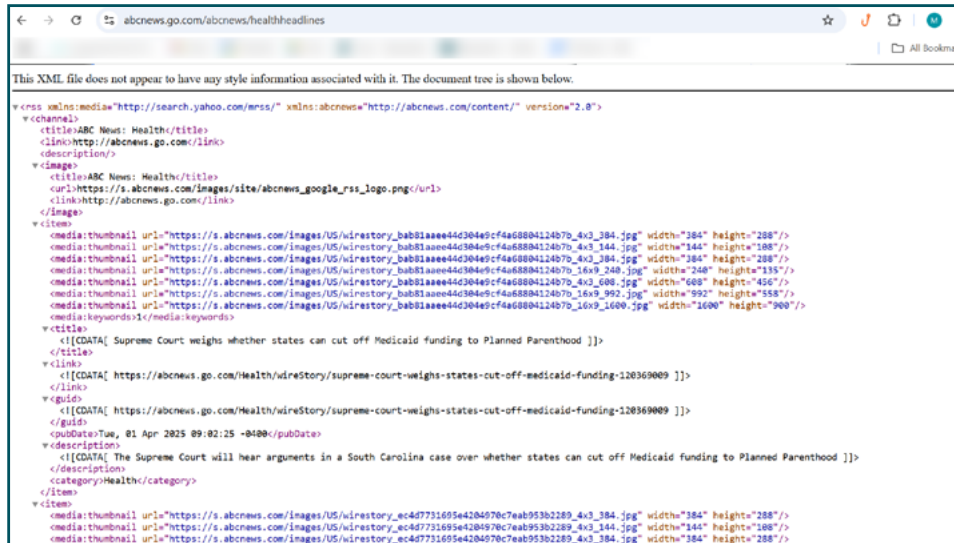 abcnews.go.com/abcnews/healthheadlines
All Bookma
This XML file does not appear to have any style information associated with it. The document tree is shown below.
▼<rss xmlns:media="http://search.yahoo.com/mrss/" xmlns:abcnews="http://abcnews.com/content/" version="2.0">
▼<channel>
<title>ABC News: Health</title>
<link>http://abcnews.go.com</link>
<description/>
▼<image>
<title>ABC News: Health</title>
<url>https://s.abcnews.com/images/site/abcnews_google_rss_logo.png</url>
<link>http://abcnews.go.com</link>
</image>
▼<item>
<media:thumbnail url="https://s.abcnews.com/images/US/wirestory_bab81aaee44d304e9cf4a68804124b7b_4x3_384.jpg" width="384" height="288"/>
<media:thumbnail url="https://s.abcnews.com/images/US/wirestory_bab81aaee44d304e9cf4a68804124b7b_4x3_144.jpg" width="144" height="108"/>
<media:thumbnail url="https://s.abcnews.com/images/US/wirestory_bab81aaee44d304e9cf4a68804124b7b_4x3_384.jpg" width="384" height="288"/>
<media:thumbnail url="https://s.abcnews.com/images/US/wirestory_bab81aaee44d304e9cf4a68804124b7b_16x9_240.jpg" width="240" height="135"/>
<media:thumbnail url="https://s.abcnews.com/images/US/wirestory_bab81aaee44d304e9cf4a68804124b7b_4x3_608.jpg" width="608" height="456"/>
<media:thumbnail url="https://s.abcnews.com/images/US/wirestory_bab81aaee44d304e9cf4a68804124b7b_16x9_992.jpg" width="992" height="558"/>
<media:thumbnail url="https://s.abcnews.com/images/US/wirestory_bab81aaee44d304e9cf4a68804124b7b_16x9_1600.jpg" width="1600" height="900"/>
<media:keywords>1</media:keywords>
▼<title>
<![CDATA[ Supreme Court weighs whether states can cut off Medicaid funding to Planned Parenthood ]]>
</title>
▼<link>
<![CDATA[ https://abcnews.go.com/Health/wireStory/supreme-court-weighs-states-cut-off-medicaid-funding-120369009 ]]>
</link>
▼<guid>
<![CDATA[ https://abcnews.go.com/Health/wireStory/supreme-court-weighs-states-cut-off-medicaid-funding-120369009 ]]>
</guid>
<pubDate>Tue, 01 Apr 2025 09:02:25 -0400</pubDate>
▼<description>
<![CDATA[ The Supreme Court will hear arguments in a South Carolina case over whether states can cut off Medicaid funding to Planned Parenthood ]]>
</description>
<category>Health</category>
</item>
▼<item>
<media:thumbnail url="https://s.abcnews.com/images/US/wirestory_ec4d7731695e4204970c7eab953b2289_4x3_384.jpg" width="384" height="288"/>
<media:thumbnail url="https://s.abcnews.com/images/US/wirestory_ec4d7731695e4204970c7eab953b2289_4x3_144.jpg" width="144" height="108"/>
<media:thumbnail url="https://s.abcnews.com/images/US/wirestory_ec4d7731695e4204970c7eab953b2289_4x3_384.jpg" width="384" height="288"/>